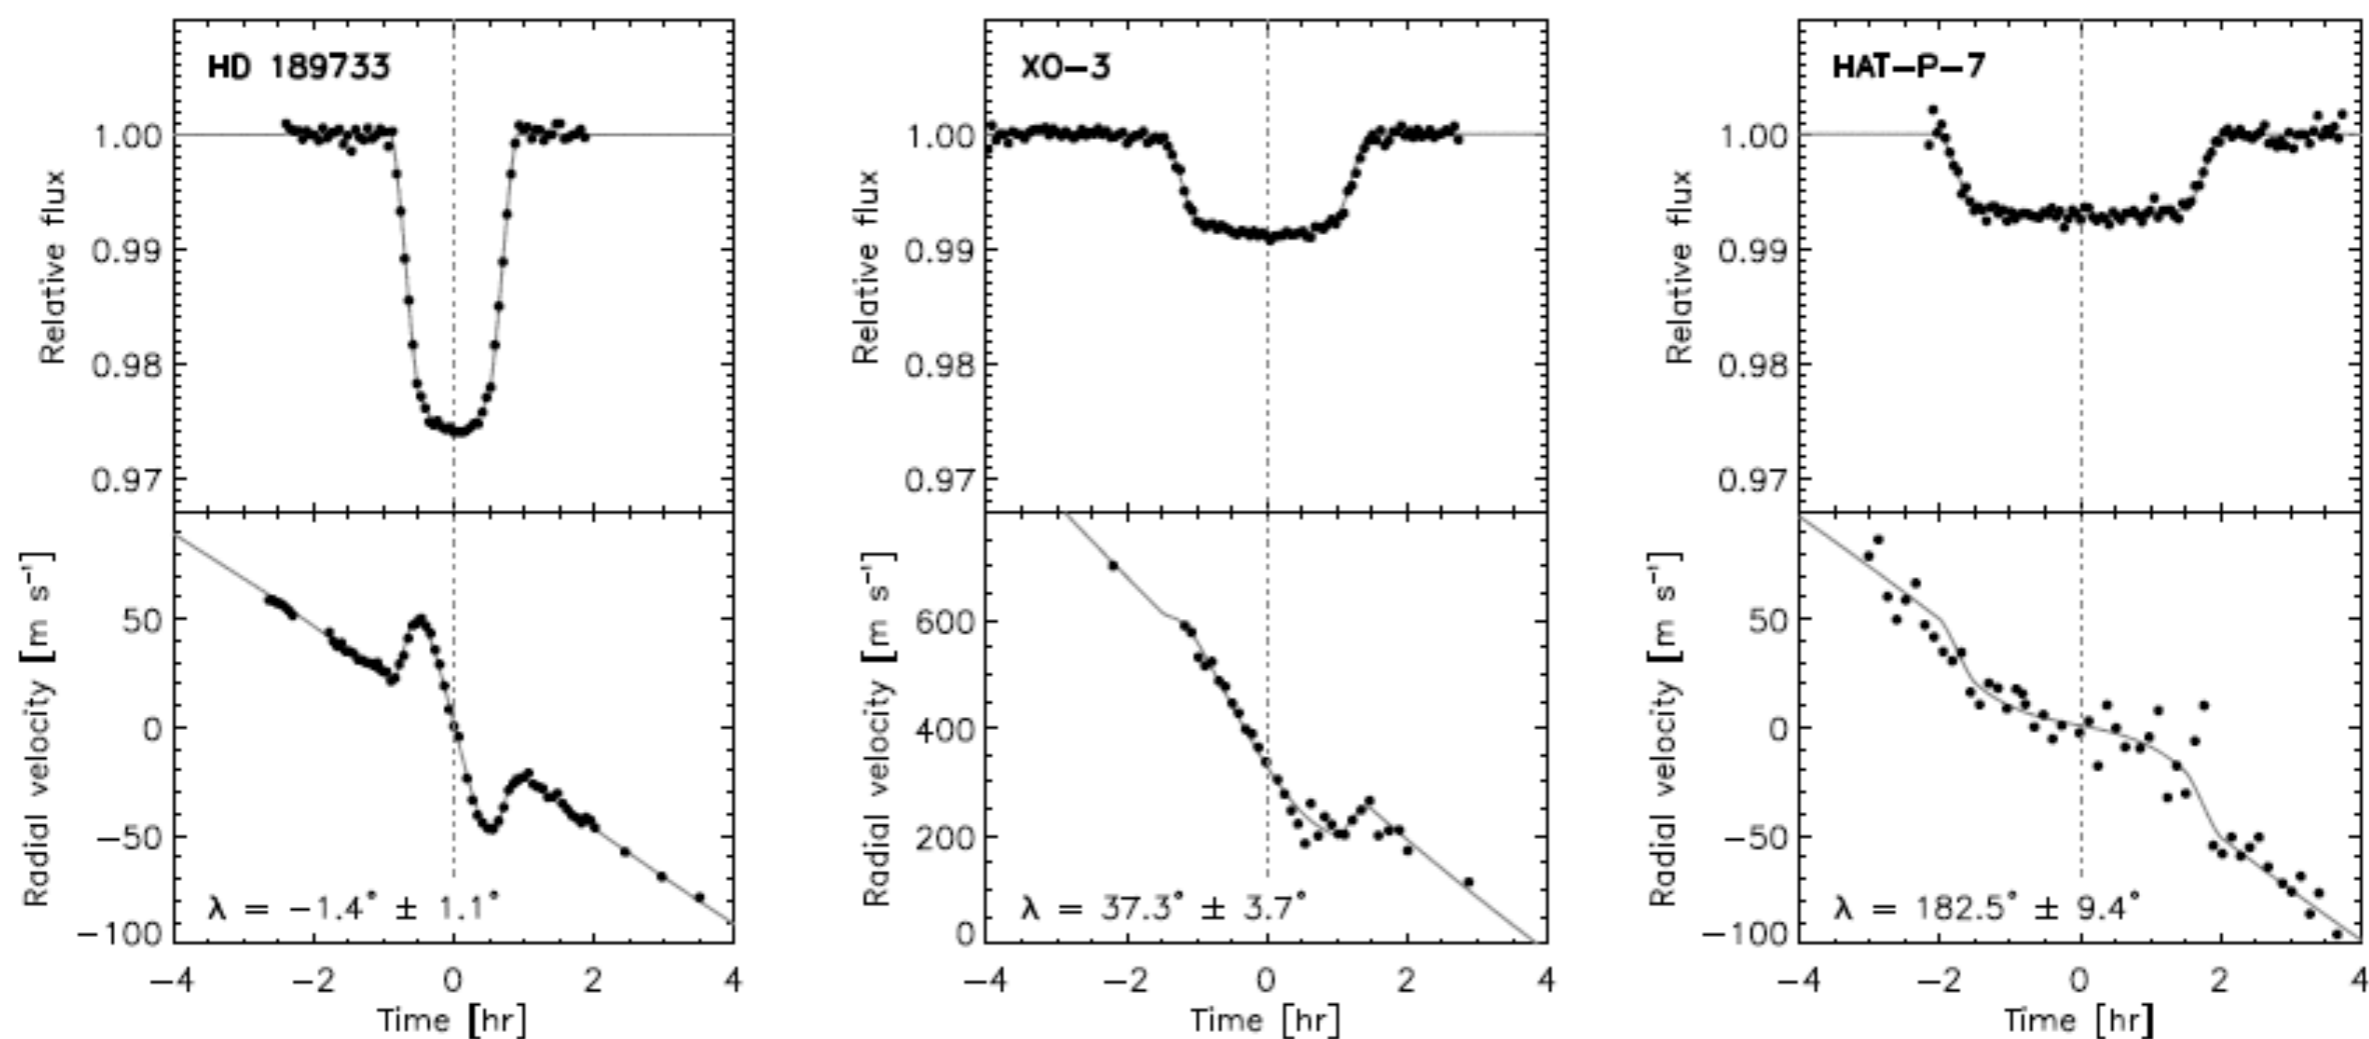 HD 189733
XO-3
HAT-P-7
1.00
0.99
0.98
0.97
Relative flux
1.00
0.99
0.98
0.97
Relative flux
1.00
0.99
0.98
0.97
Relative flux
50
0
−50
−100
Radial velocity [m s⁻¹]
λ = −1.4° ± 1.1°
600
400
200
0
Radial velocity [m s⁻¹]
λ = 37.3° ± 3.7°
50
0
−50
−100
Radial velocity [m s⁻¹]
λ = 182.5° ± 9.4°
−4 −2 0 2 4
Time [hr]
−4 −2 0 2 4
Time [hr]
−4 −2 0 2 4
Time [hr]